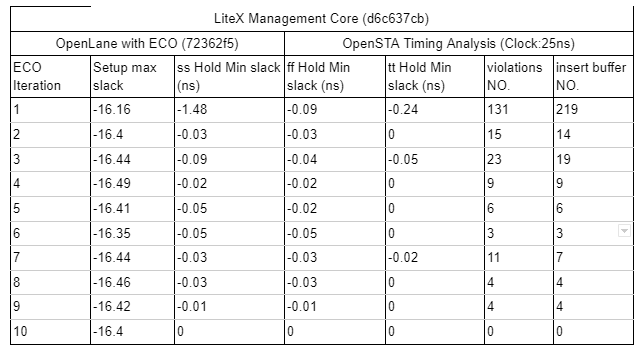 LiteX Management Core (d6c637cb)
OpenLane with ECO (72362f5) OpenSTA Timing Analysis (Clock:25ns)
ECO Setup max ss Hold Min slack ff Hold Min tt Hold Min violations insert buffer
Iteration slack (ns) slack (ns) slack (ns) NO. NO.
1 -16.16 -1.48 -0.09 -0.24 131 219
2 -16.4 -0.03 -0.03 0 15 14
3 -16.44 -0.09 -0.04 -0.05 23 19
4 -16.49 -0.02 -0.02 0 9 9
5 -16.41 -0.05 -0.02 0 6 6
6 -16.35 -0.05 -0.05 0 3 3
7 -16.44 -0.03 -0.03 -0.02 11 7
8 -16.46 -0.03 -0.03 0 4 4
9 -16.42 -0.01 -0.01 0 4 4
10 -16.4 0 0 0 0 0